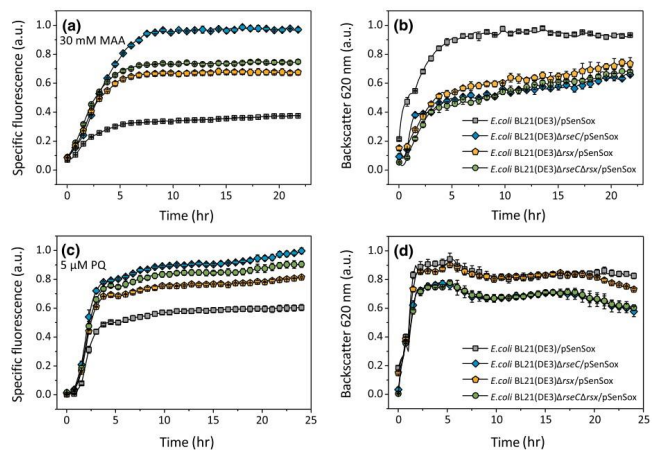 (a)
30 mM MAA
Specific fluorescence (a.u.)
1.0
0.8
0.6
0.4
0.2
0.0
0 5 10 15 20
Time (hr)
(b)
Backscatter 620 nm (a.u.)
1.0
0.8
0.6
0.4
0.2
0.0
E.coli BL21(DE3)/pSenSox
E.coli BL21(DE3)ΔrseC/pSenSox
E.coli BL21(DE3)Δrsx/pSenSox
E.coli BL21(DE3)ΔrseCΔrsx/pSenSox
0 5 10 15 20
Time (hr)
(c)
5 µM PQ
Specific fluorescence (a.u.)
1.0
0.8
0.6
0.4
0.2
0.0
0 5 10 15 20 25
Time (hr)
(d)
Backscatter 620 nm (a.u.)
1.0
0.8
0.6
0.4
0.2
0.0
E.coli BL21(DE3)/pSenSox
E.coli BL21(DE3)ΔrseC/pSenSox
E.coli BL21(DE3)Δrsx/pSenSox
E.coli BL21(DE3)ΔrseCΔrsx/pSenSox
0 5 10 15 20 25
Time (hr)